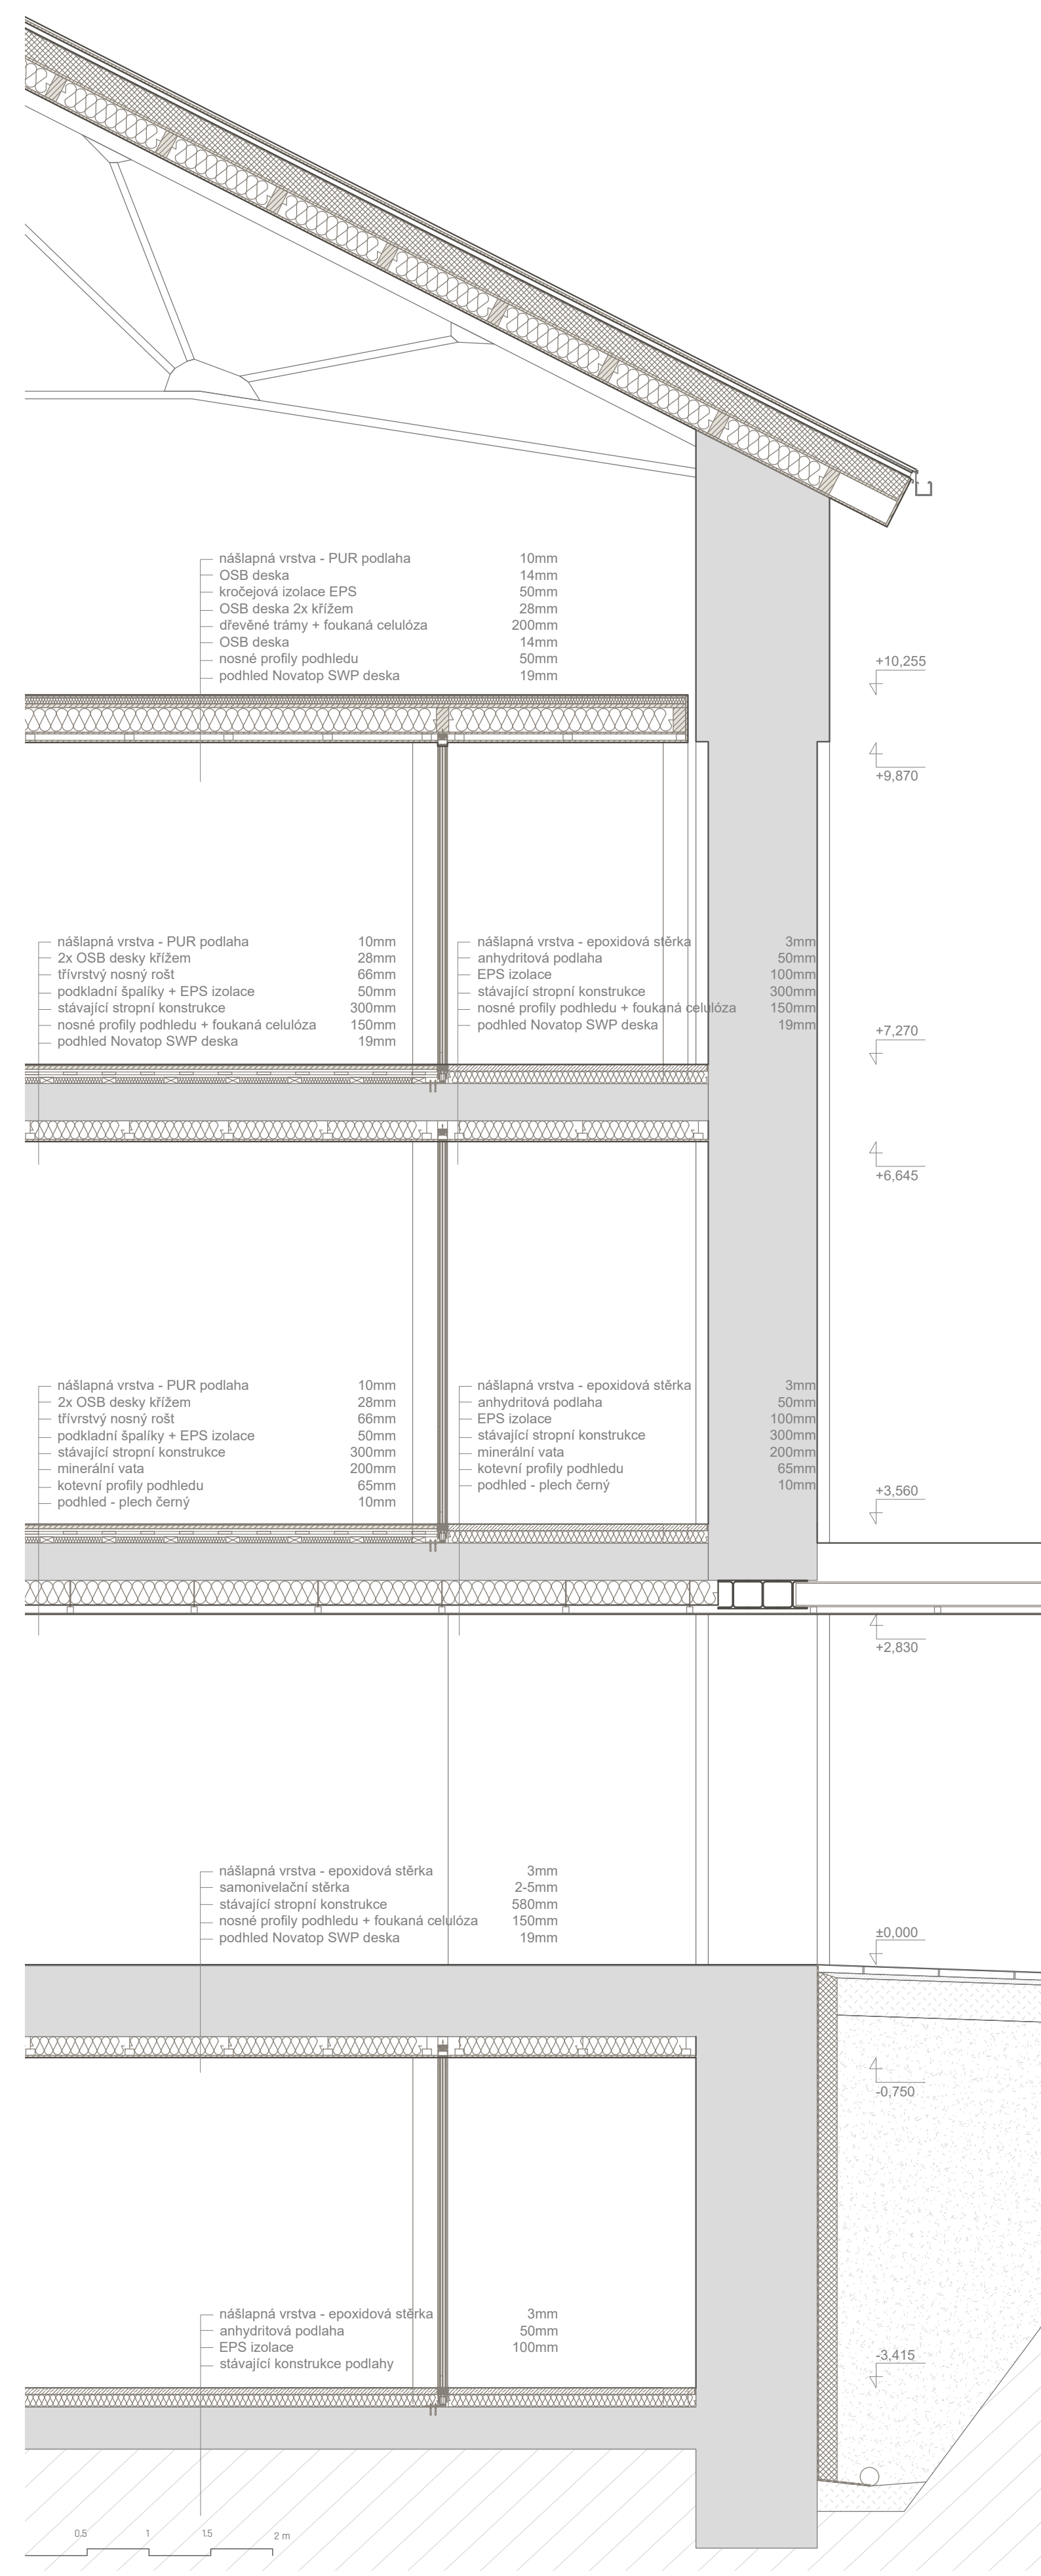 nášlapná vrstva - PUR podlaha 10mm
OSB deska 14mm
kročejová izolace EPS 50mm
OSB deska 2x křížem 28mm
dřevěné trámy + foukaná celulóza 200mm
OSB deska 14mm
nosné profily podhledu 50mm
podhled Novatop SWP deska 19mm
+10,255
+9,870
nášlapná vrstva - PUR podlaha 10mm
2x OSB desky křížem 28mm
třívrstvý nosný rošt 66mm
podkladní špalíky + EPS izolace 50mm
stávající stropní konstrukce 300mm
nosné profily podhledu + foukaná celulóza 150mm
podhled Novatop SWP deska 19mm
nášlapná vrstva - epoxidová stěrka 3mm
anhydritová podlaha 50mm
EPS izolace 100mm
stávající stropní konstrukce 300mm
nosné profily podhledu + foukaná celulóza 150mm
podhled Novatop SWP deska 19mm
+7,270
+6,645
nášlapná vrstva - PUR podlaha 10mm
2x OSB desky křížem 28mm
třívrstvý nosný rošt 66mm
podkladní špalíky + EPS izolace 50mm
stávající stropní konstrukce 300mm
minerální vata 200mm
kotevní profily podhledu 65mm
podhled - plech černý 10mm
nášlapná vrstva - epoxidová stěrka 3mm
anhydritová podlaha 50mm
EPS izolace 100mm
stávající stropní konstrukce 300mm
minerální vata 200mm
kotevní profily podhledu 65mm
podhled - plech černý 10mm
+3,560
+2,830
nášlapná vrstva - epoxidová stěrka 3mm
samonivelační stěrka 2-5mm
stávající stropní konstrukce 580mm
nosné profily podhledu + foukaná celulóza 150mm
podhled Novatop SWP deska 19mm
±0,000
-0,750
nášlapná vrstva - epoxidová stěrka 3mm
anhydritová podlaha 50mm
EPS izolace 100mm
stávající konstrukce podlahy
-3,415
0,5 1 1,5 2 m